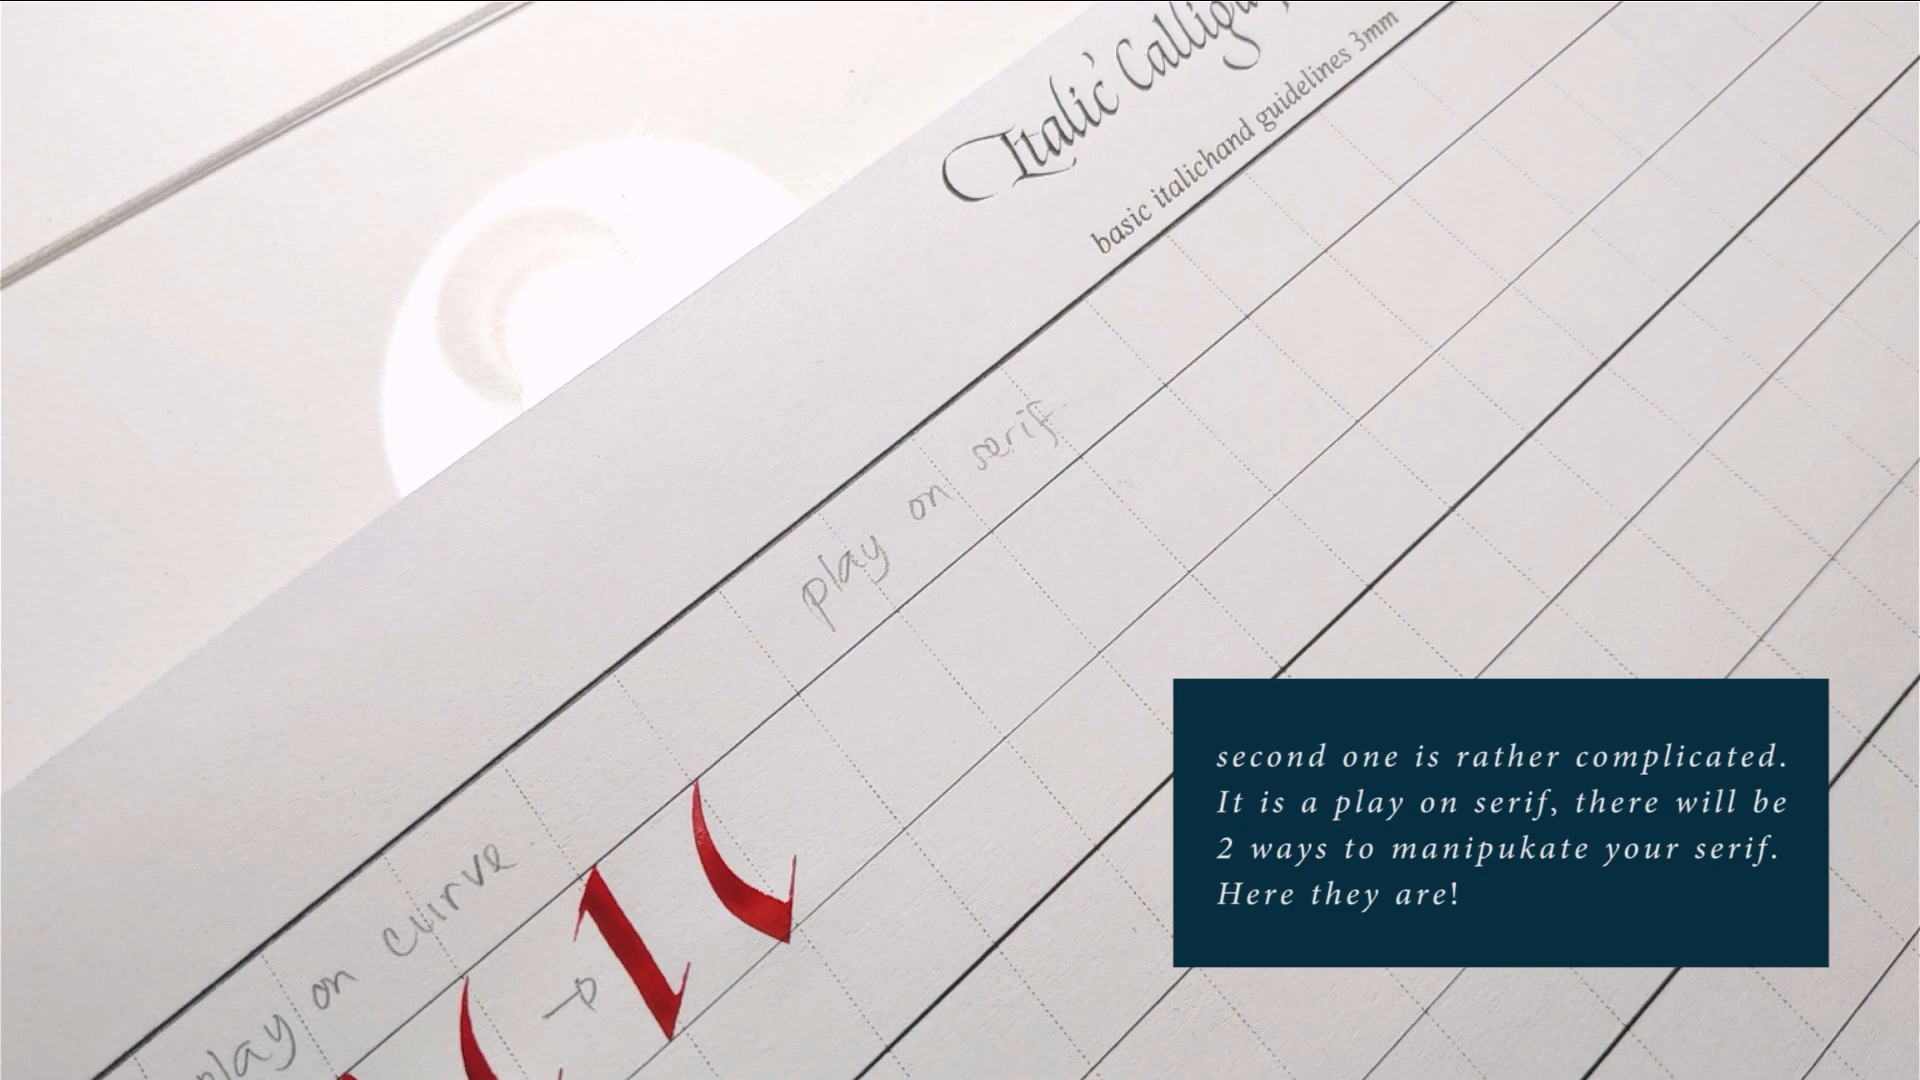 Italic
basic italichand guidelines 3mm
play on serif
play on curve
second one is rather complicated.
It is a play on serif, there will be
2 ways to manipukate your serif.
Here they are!